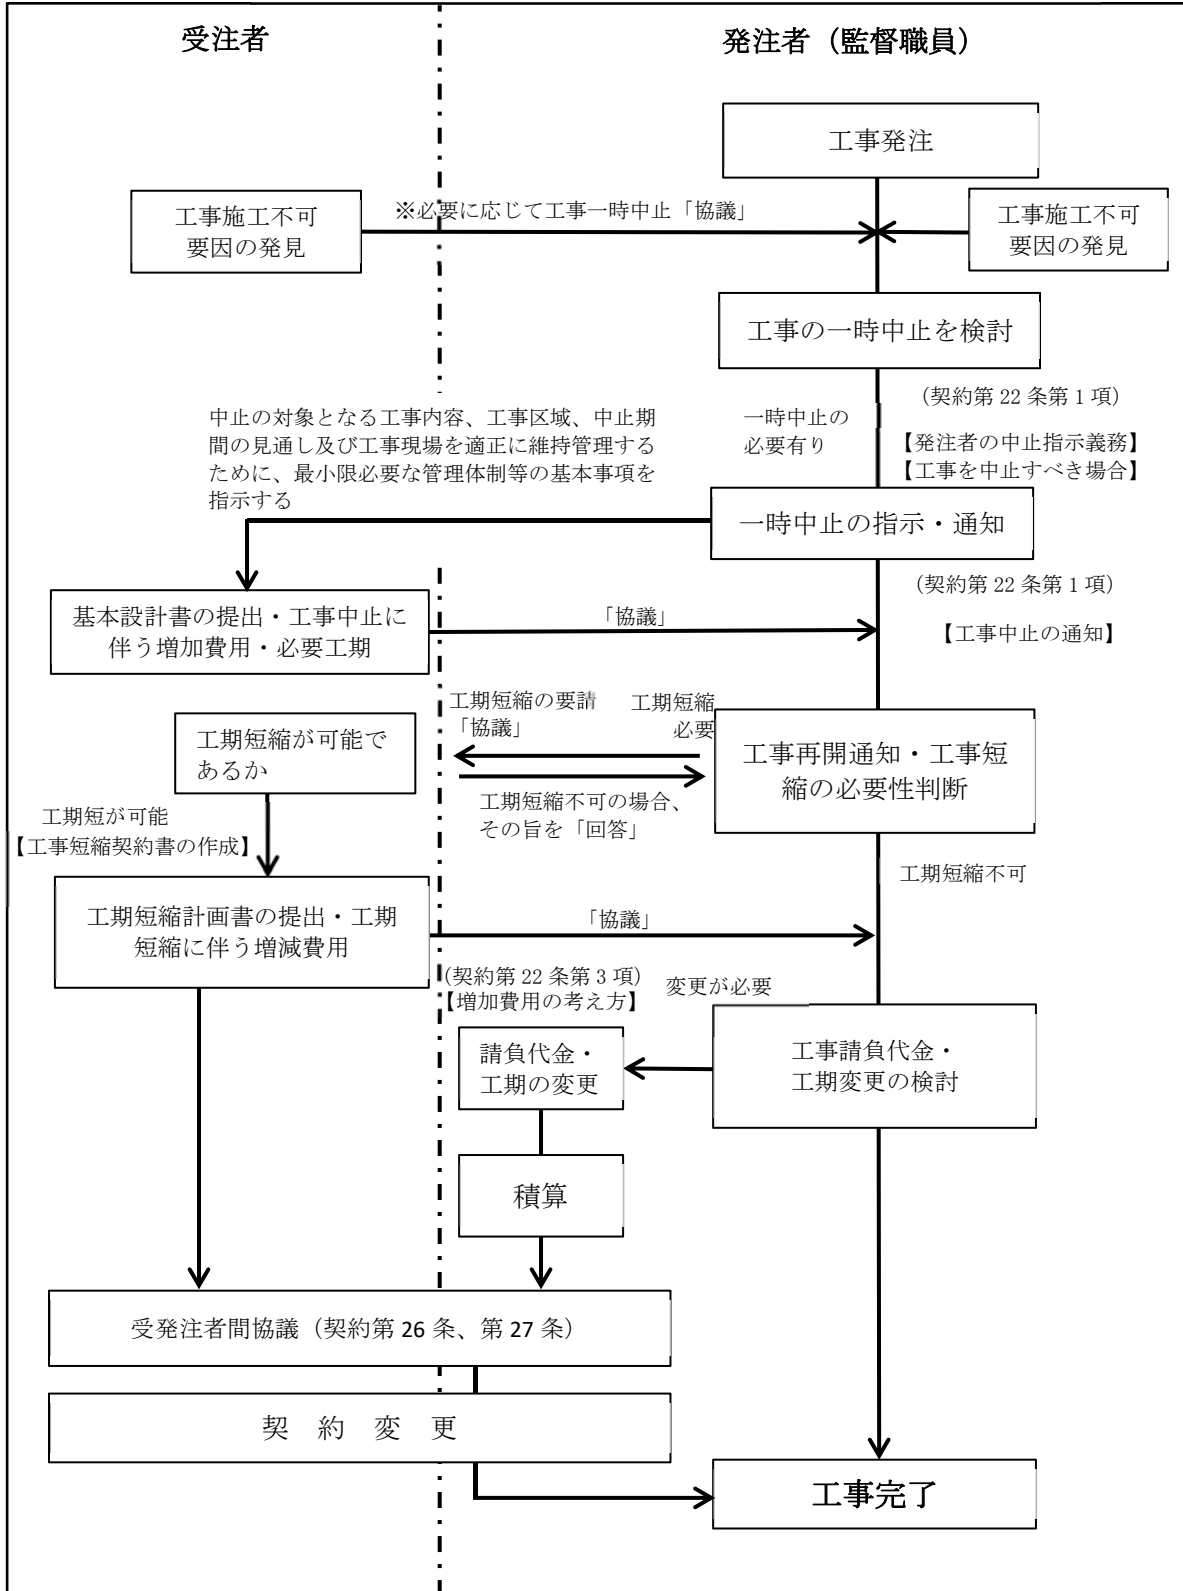 受注者
発注者（監督職員）
工事発注
工事施工不可
要因の発見
※必要に応じて工事一時中止「協議」
工事施工不可
要因の発見
工事の一時中止を検討
（契約第 22 条第 1 項）
中止の対象となる工事内容、工事区域、中止期
間の見通し及び工事現場を適正に維持管理する
ために、最小限必要な管理体制等の基本事項を
指示する
一時中止の
必要有り
【発注者の中止指示義務】
【工事を中止すべき場合】
一時中止の指示・通知
（契約第 22 条第 1 項）
基本設計書の提出・工事中止に
伴う増加費用・必要工期
「協議」
【工事中止の通知】
工期短縮の要請
「協議」
工期短縮
必要
工期短縮が可能で
あるか
工事再開通知・工事短
縮の必要性判断
工期短縮不可の場合、
その旨を「回答」
工期短が可能
【工事短縮契約書の作成】
工期短縮不可
工期短縮計画書の提出・工期
短縮に伴う増減費用
「協議」
（契約第 22 条第 3 項）
【増加費用の考え方】
変更が必要
請負代金・
工期の変更
工事請負代金・
工期変更の検討
積算
受発注者間協議（契約第 26 条、第 27 条）
契　約　変　更
工事完了